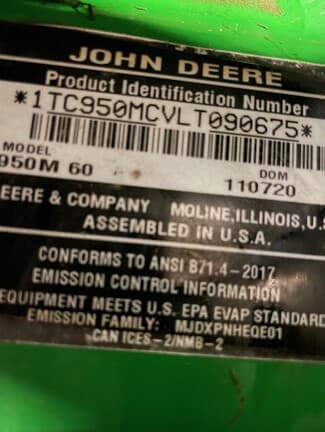 JOHN DEERE
Product Identification Number
*1TC950MCVLT090675*
MODEL DOM
950M 60 110720
EERE & COMPANY MOLINE, ILLINOIS, U.S
ASSEMBLED IN U.S.A.
CONFORMS TO ANSI B71.4-2017
EMISSION CONTROL INFORMATION
EQUIPMENT MEETS U.S. EPA EVAP STANDARD
EMISSION FAMILY: MJDXPNHEQE01
CAN ICES-2/NMB-2